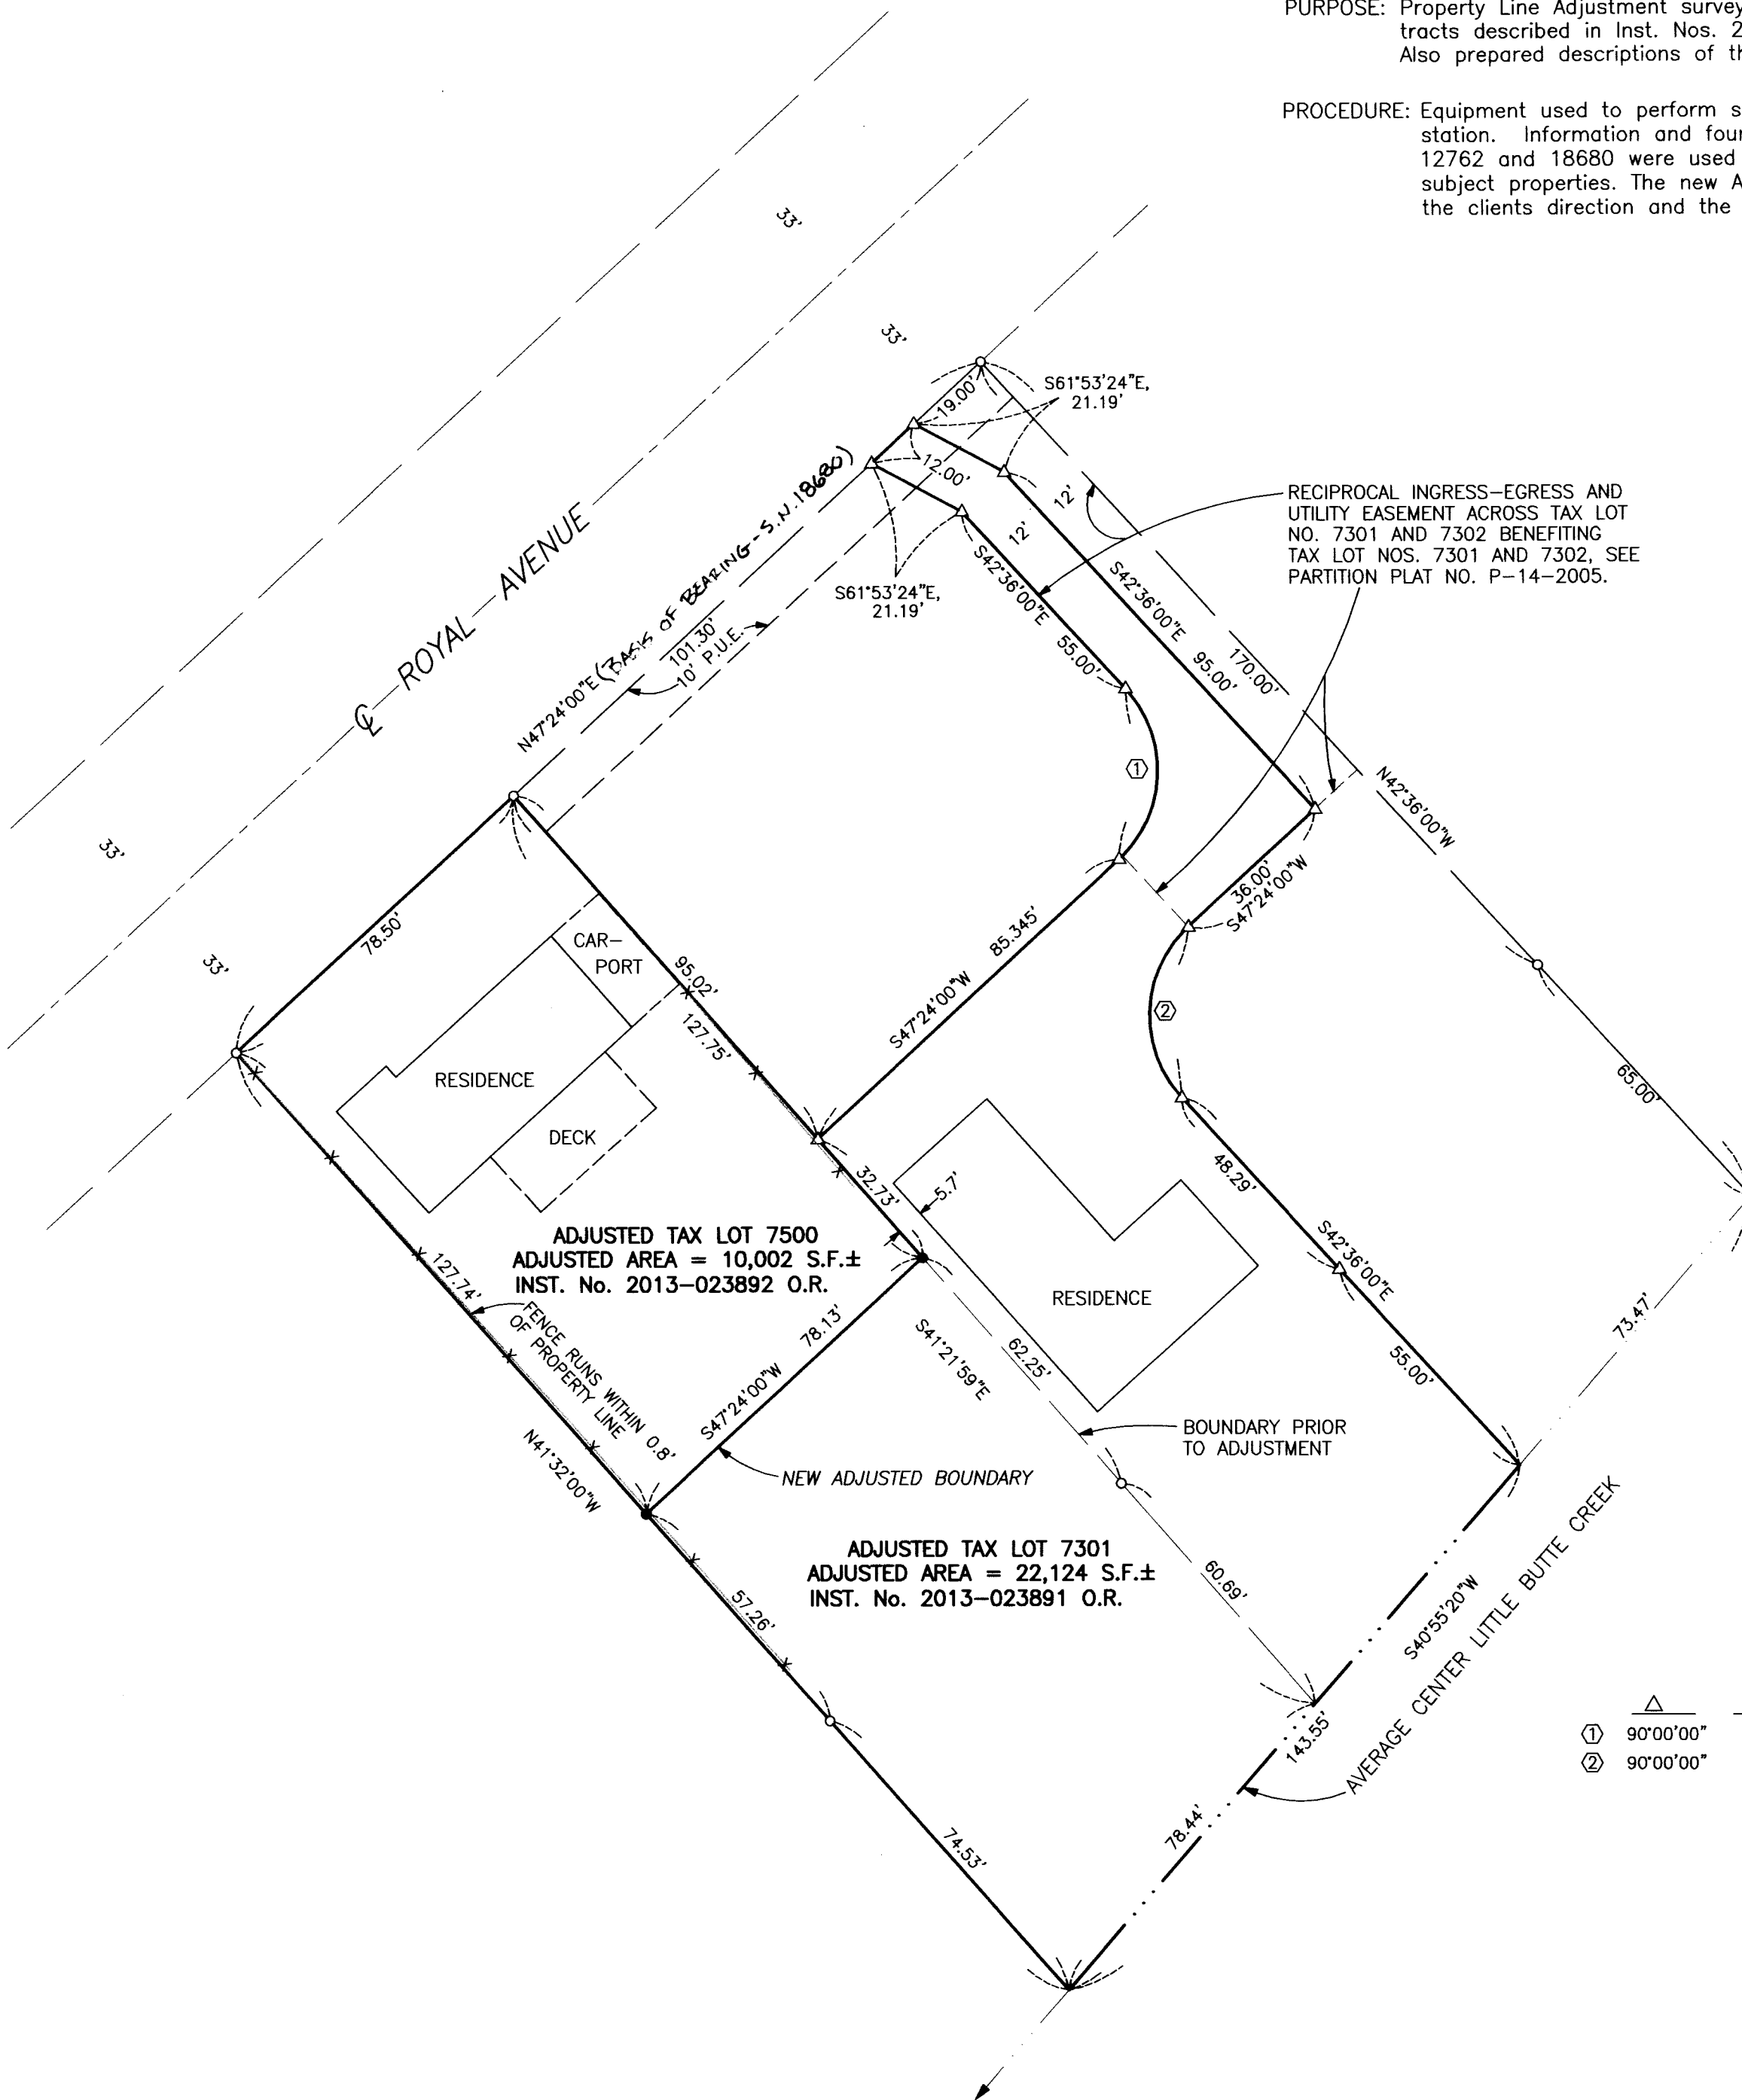 PURPOSE: Property Line Adjustment survey
tracts described in Inst. Nos. 2
Also prepared descriptions of th
PROCEDURE: Equipment used to perform s
station. Information and four
12762 and 18680 were used
subject properties. The new A
the clients direction and the
33'
33'
33'
33'
℄ ROYAL AVENUE
19.00'
S61°53'24"E,
21.19'
12.00'
12'
12'
S61°53'24"E,
21.19'
N47°24'00"E (BASIS OF BEARING - S.N. 18680)
101.30'
10' P.U.E.
S42°36'00"E 55.00'
S42°36'00"E 95.00'
170.00'
RECIPROCAL INGRESS-EGRESS AND
UTILITY EASEMENT ACROSS TAX LOT
NO. 7301 AND 7302 BENEFITING
TAX LOT NOS. 7301 AND 7302, SEE
PARTITION PLAT NO. P-14-2005.
1
N42°36'00"W
36.00'
S47°24'00"W
78.50'
CAR-
PORT
95.02'
127.75'
S47°24'00"W 85.345'
2
RESIDENCE
DECK
65.00'
32.73'
5.7'
48.29'
ADJUSTED TAX LOT 7500
ADJUSTED AREA = 10,002 S.F.±
INST. No. 2013-023892 O.R.
127.74'
FENCE RUNS WITHIN 0.8'
OF PROPERTY LINE
N41°32'00"W
S47°24'00"W 78.13'
RESIDENCE
S41°21'59"E
62.25'
S42°36'00"E
55.00'
73.47'
BOUNDARY PRIOR
TO ADJUSTMENT
NEW ADJUSTED BOUNDARY
ADJUSTED TAX LOT 7301
ADJUSTED AREA = 22,124 S.F.±
INST. No. 2013-023891 O.R.
57.26'
60.69'
S40°55'20"W
143.55'
AVERAGE CENTER LITTLE BUTTE CREEK
78.44'
74.53'
△
1 90°00'00"
2 90°00'00"